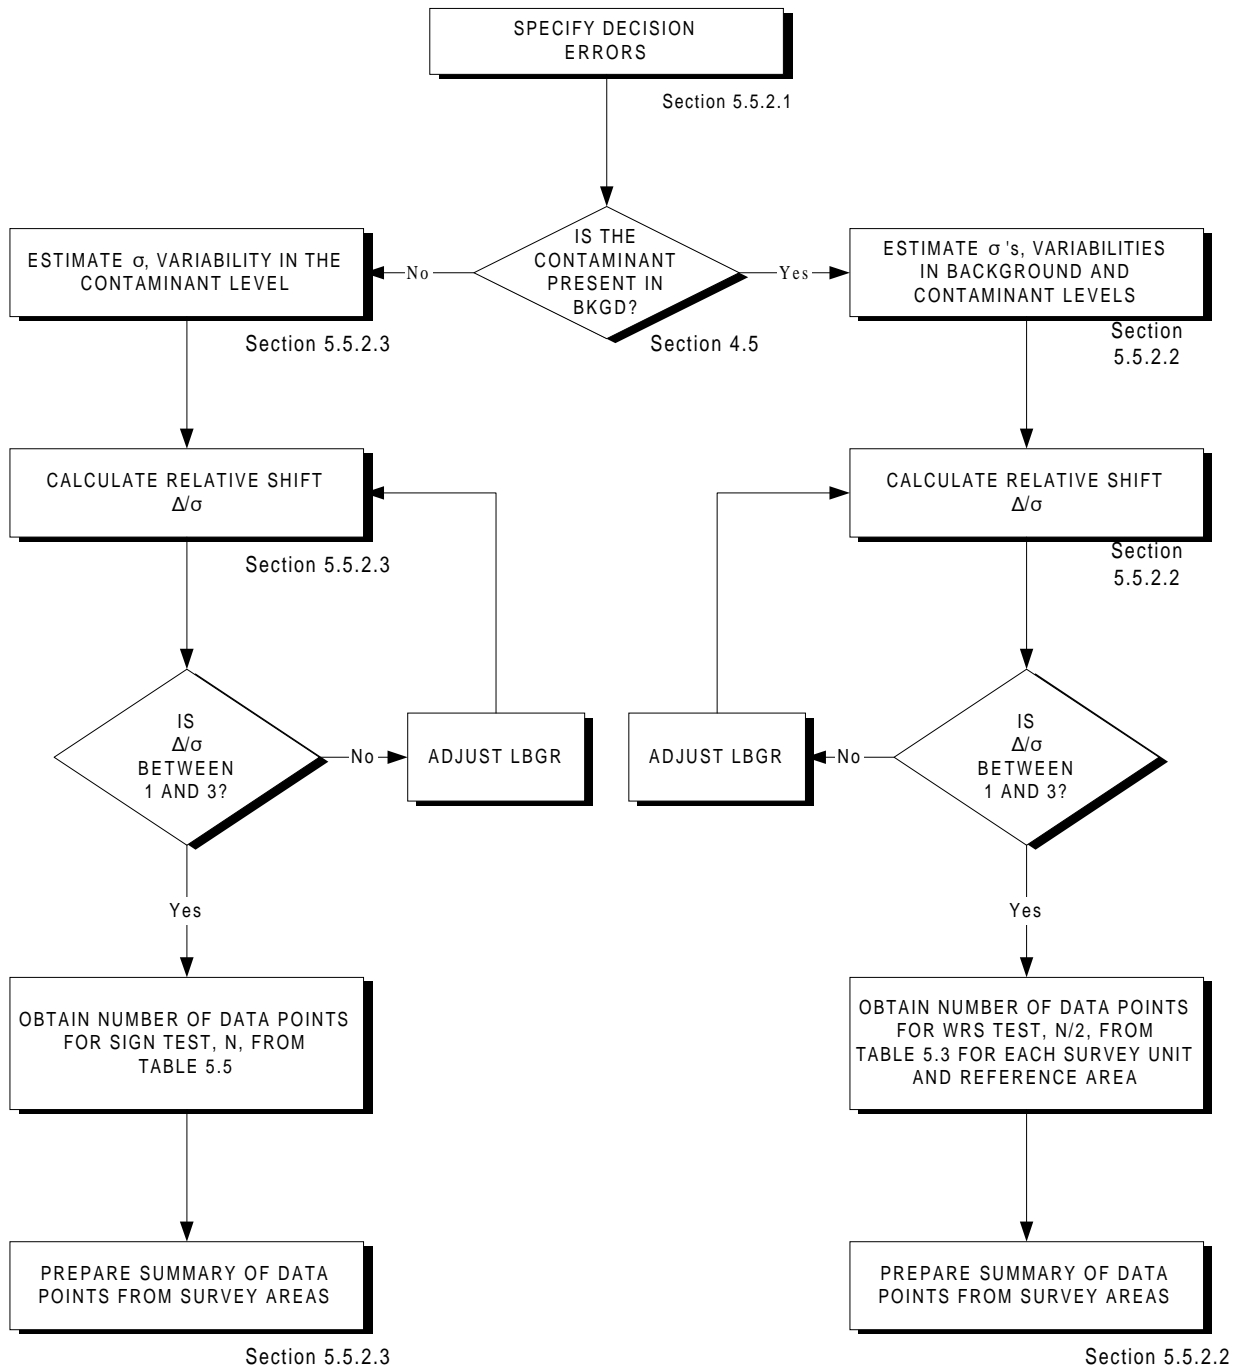 SPECIFY DECISION
ERRORS
Section 5.5.2.1
IS THE
CONTAMINANT
PRESENT IN
BKGD?
Section 4.5
No
Yes
ESTIMATE σ, VARIABILITY IN THE
CONTAMINANT LEVEL
Section 5.5.2.3
ESTIMATE σ 's, VARIABILITIES
IN BACKGROUND AND
CONTAMINANT LEVELS
Section
5.5.2.2
CALCULATE RELATIVE SHIFT
Δ/σ
Section 5.5.2.3
CALCULATE RELATIVE SHIFT
Δ/σ
Section
5.5.2.2
IS
Δ/σ
BETWEEN
1 AND 3?
No
ADJUST LBGR
ADJUST LBGR
No
IS
Δ/σ
BETWEEN
1 AND 3?
Yes
Yes
OBTAIN NUMBER OF DATA POINTS
FOR SIGN TEST, N, FROM
TABLE 5.5
OBTAIN NUMBER OF DATA POINTS
FOR WRS TEST, N/2, FROM
TABLE 5.3 FOR EACH SURVEY UNIT
AND REFERENCE AREA
PREPARE SUMMARY OF DATA
POINTS FROM SURVEY AREAS
Section 5.5.2.3
PREPARE SUMMARY OF DATA
POINTS FROM SURVEY AREAS
Section 5.5.2.2